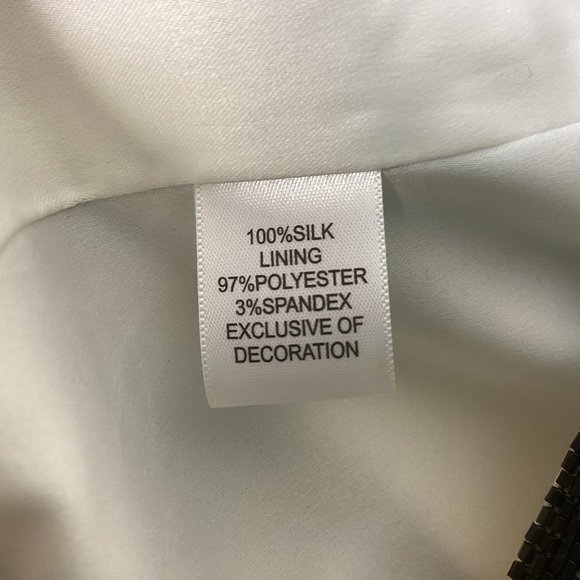 100%SILK
LINING
97%POLYESTER
3%SPANDEX
EXCLUSIVE OF
DECORATION